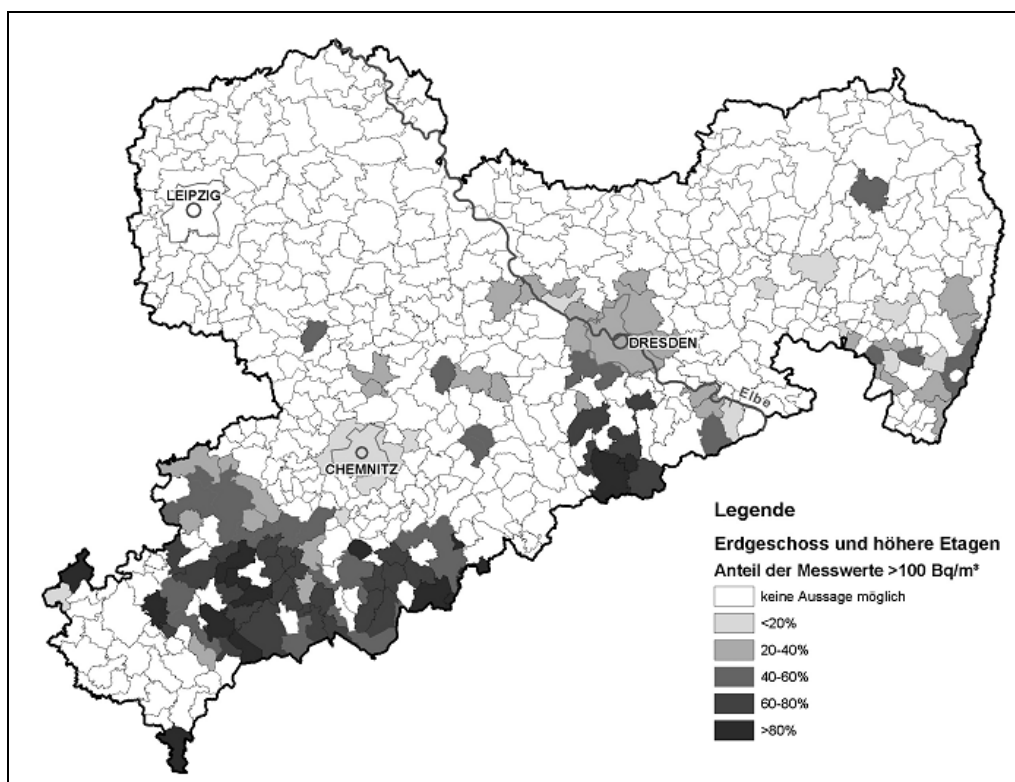 LEIPZIG
DRESDEN
Elbe
CHEMNITZ
Legende
Erdgeschoss und höhere Etagen
Anteil der Messwerte >100 Bq/m³
keine Aussage möglich
<20%
20-40%
40-60%
60-80%
>80%